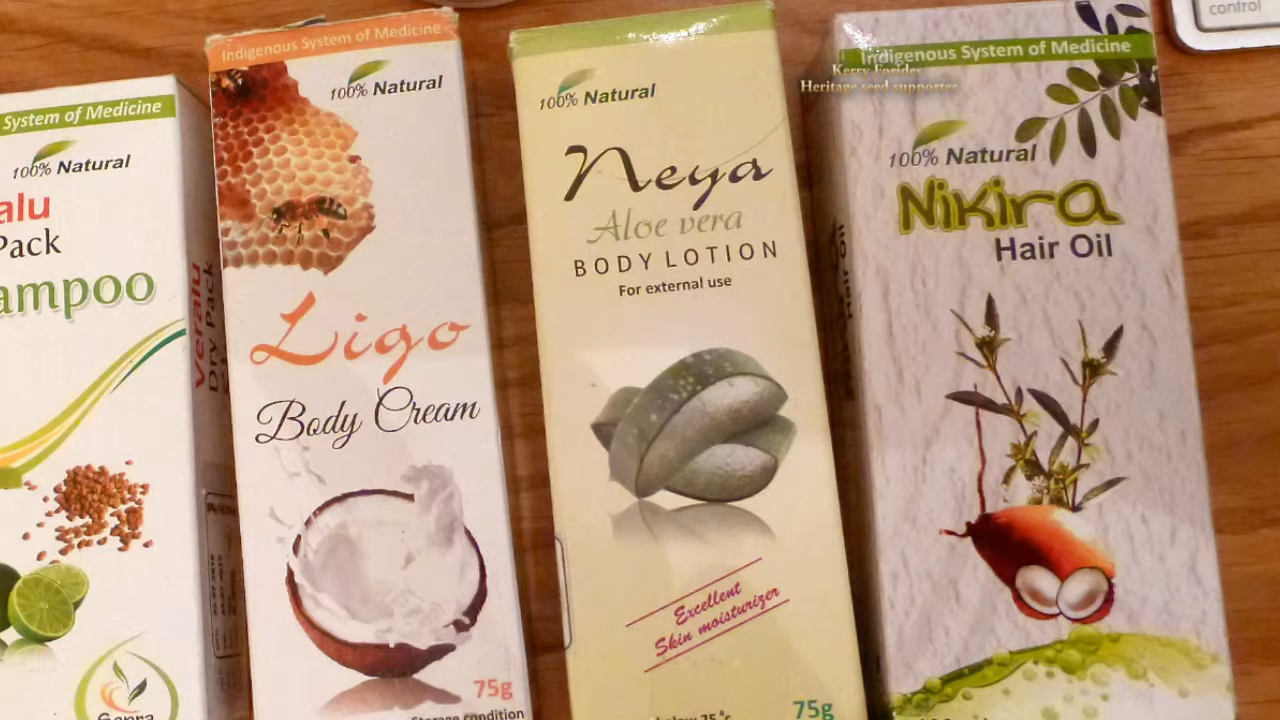 System of Medicine
100% Natural
alu
Pack
ampoo
Veralu
Dry Pack
Indigenous System of Medicine
100% Natural
Ligo
Body Cream
75g
Storage condition
100% Natural
Neya
Aloe vera
BODY LOTION
For external use
Excellent
Skin moisturizer
75g
below 25 °c
Indigenous System of Medicine
Kerry Forides
Heritage seed supporter
100% Natural
Nikira
Hair Oil
Hair Oil
control